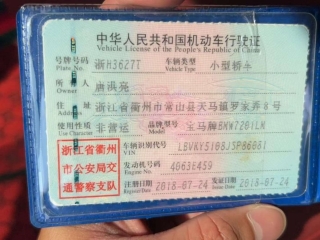 中华人民共和国机动车行驶证
Vehicle License of the People's Republic of China
号牌号码 浙H3627T 车辆类型 小型轿车
Plate No. Vehicle Type
所有人 唐洪亮
Owner
住址 浙江省衢州市常山县天马镇罗家弄8号
Address
使用性质 非营运 品牌型号 宝马牌BMW7201LM
Use Character Model
浙江省衢州 车辆识别代号
市公安局交 VIN
通警察支队 发动机号码
Engine No.
注册日期 2018-07-24 发证日期 2018-07-24
Register Date Issue Date